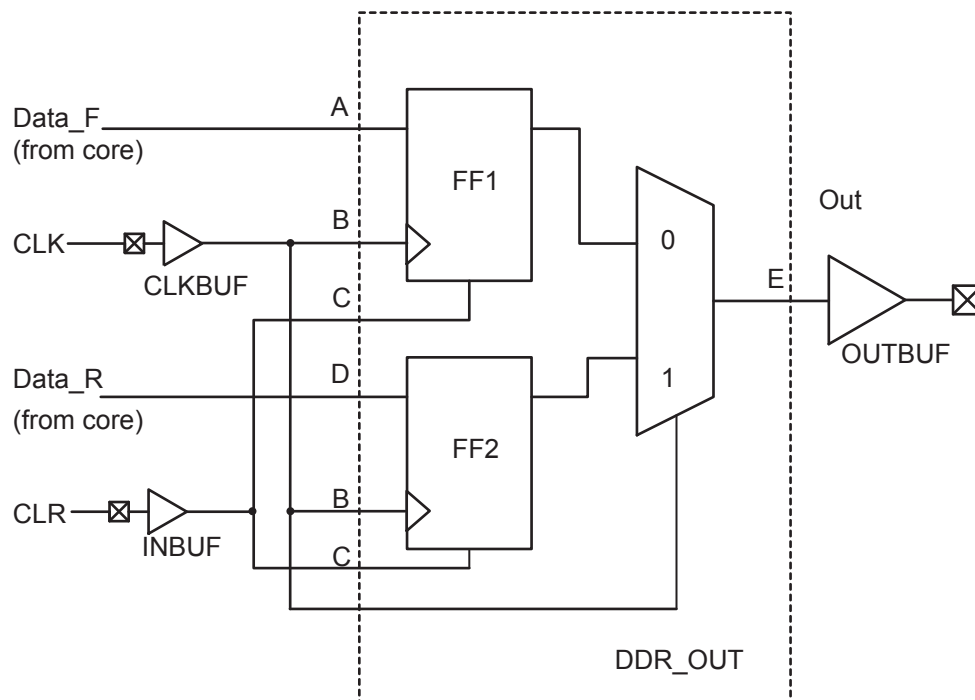 Data_F
(from core)
A
FF1
B
CLK
CLKBUF
C
0
Out
E
OUTBUF
Data_R
(from core)
D
1
FF2
B
CLR
INBUF
C
DDR_OUT